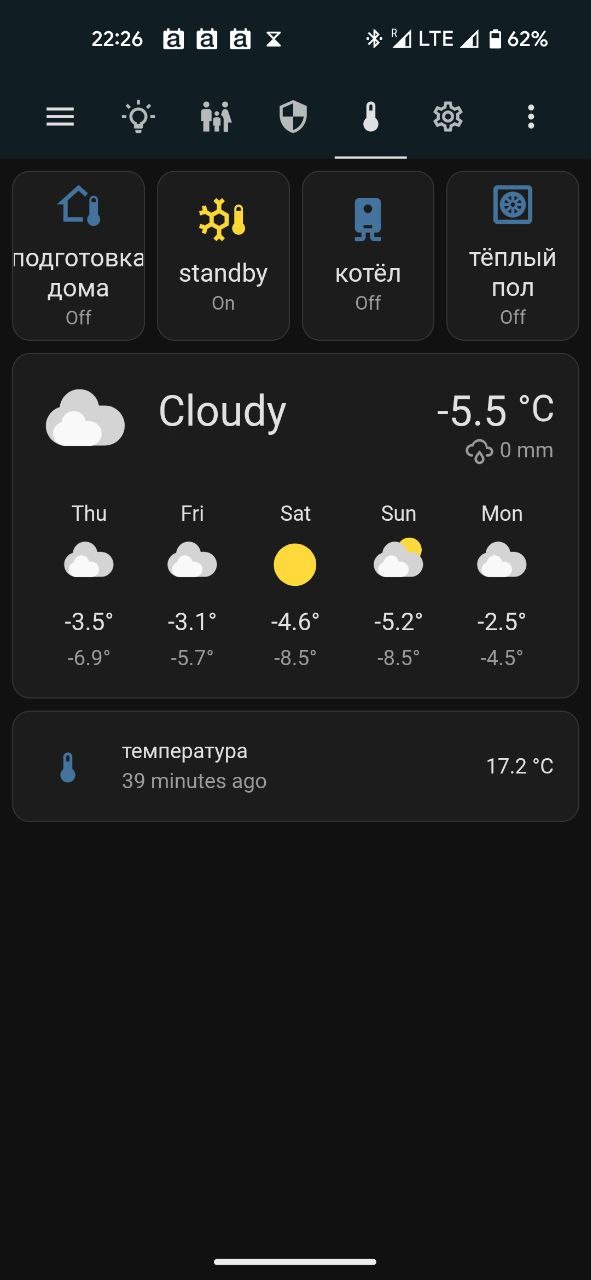 22:26 a a a R LTE 62%
подготовка
дома
Off
standby
On
котёл
Off
тёплый
пол
Off
Cloudy
-5.5 °C
0 mm
Thu Fri Sat Sun Mon
-3.5° -3.1° -4.6° -5.2° -2.5°
-6.9° -5.7° -8.5° -8.5° -4.5°
температура
39 minutes ago
17.2 °C